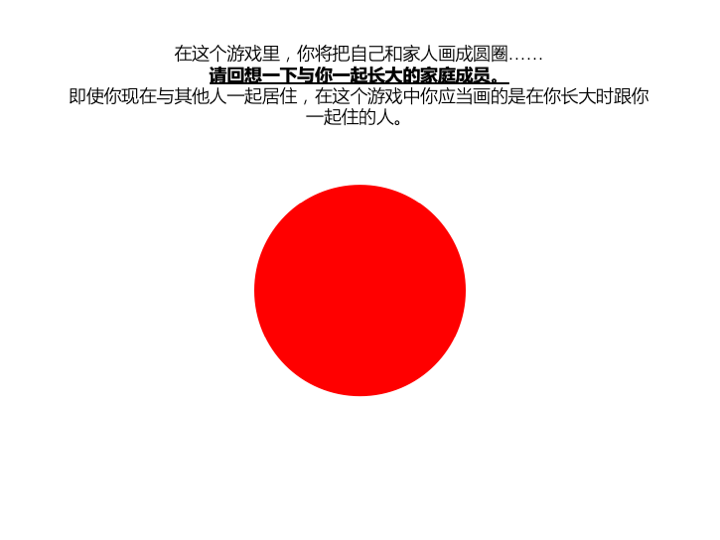 在这个游戏里，你将把自己和家人画成圆圈……
请回想一下与你一起长大的家庭成员。
即使你现在与其他人一起居住，在这个游戏中你应当画的是在你长大时跟你
一起住的人。